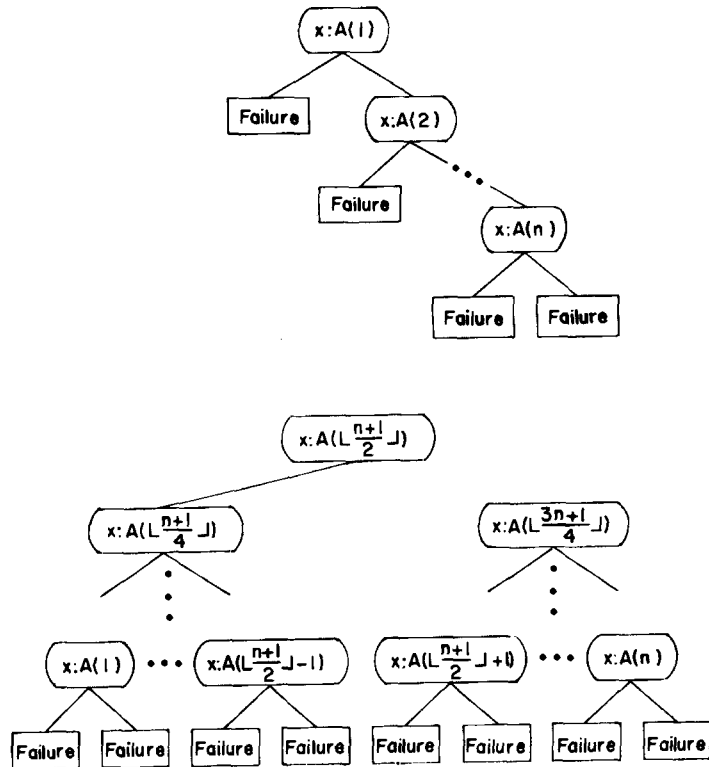 x:A(1)
Failure
x:A(2)
Failure
x:A(n)
Failure Failure
x:A(⌊n+1/2⌋)
x:A(⌊n+1/4⌋) x:A(⌊3n+1/4⌋)
x:A(1) ••• x:A(⌊n+1/2⌋-1) x:A(⌊n+1/2⌋+1) ••• x:A(n)
Failure Failure Failure Failure Failure Failure Failure Failure